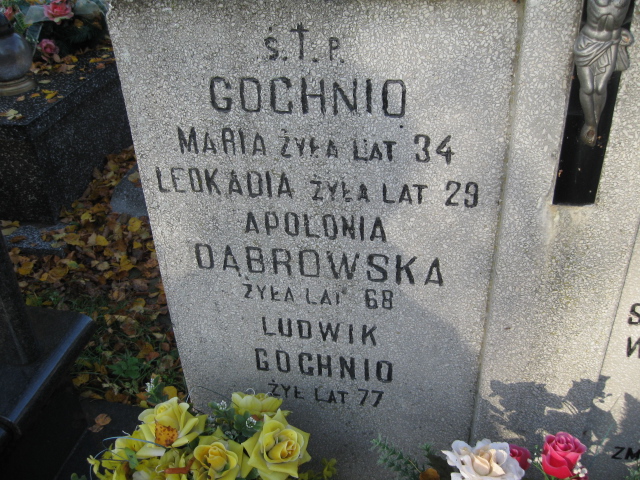 Ś.†P.
GOCHNIO
MARIA ŻYŁA LAT 34
LEOKADIA ŻYŁA LAT 29
APOLONIA
DĄBROWSKA
ŻYŁA LAT 68
LUDWIK
GOCHNIO
ŻYŁ LAT 77
S
W
ZM